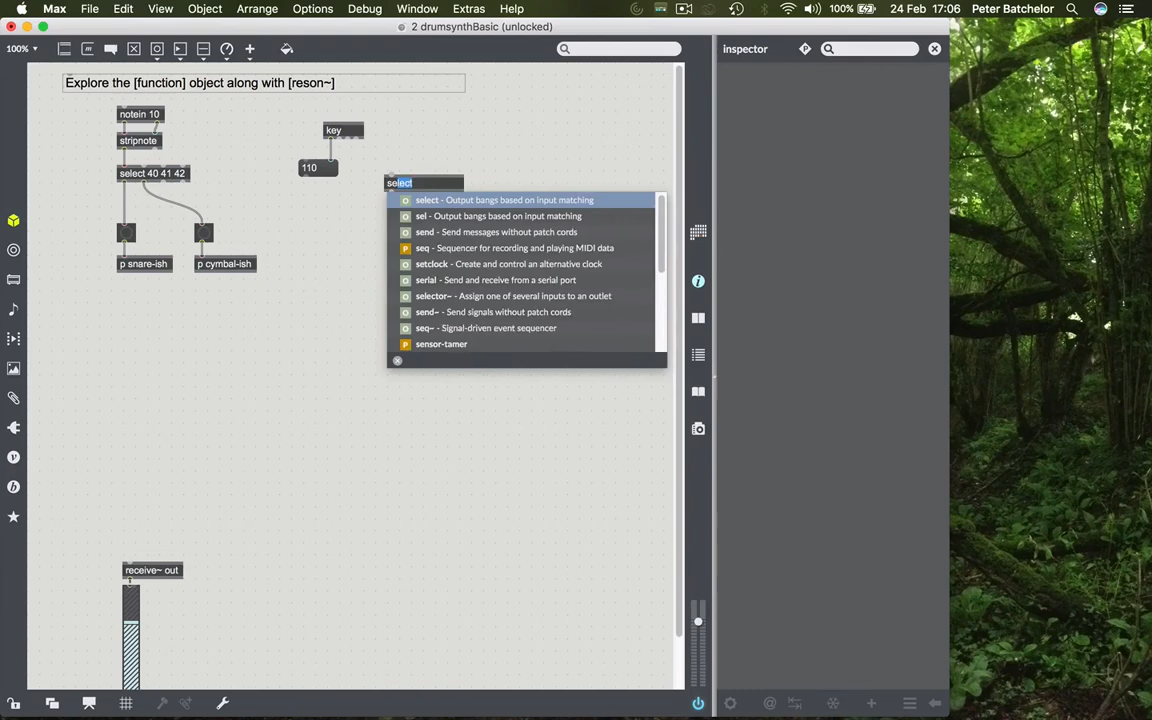 Max File Edit View Object Arrange Options Debug Window Extras Help 100% 24 Feb 17:06 Peter Batchelor
2 drumsynthBasic (unlocked)
100%
inspector
Explore the [function] object along with [reson~]
notein 10
key
stripnote
110
select 40 41 42
select
select - Output bangs based on input matching
sel - Output bangs based on input matching
send - Send messages without patch cords
seq - Sequencer for recording and playing MIDI data
setclock - Create and control an alternative clock
serial - Send and receive from a serial port
selector~ - Assign one of several inputs to an outlet
send~ - Send signals without patch cords
seq~ - Signal-driven event sequencer
sensor-tamer
p snare-ish
p cymbal-ish
receive~ out